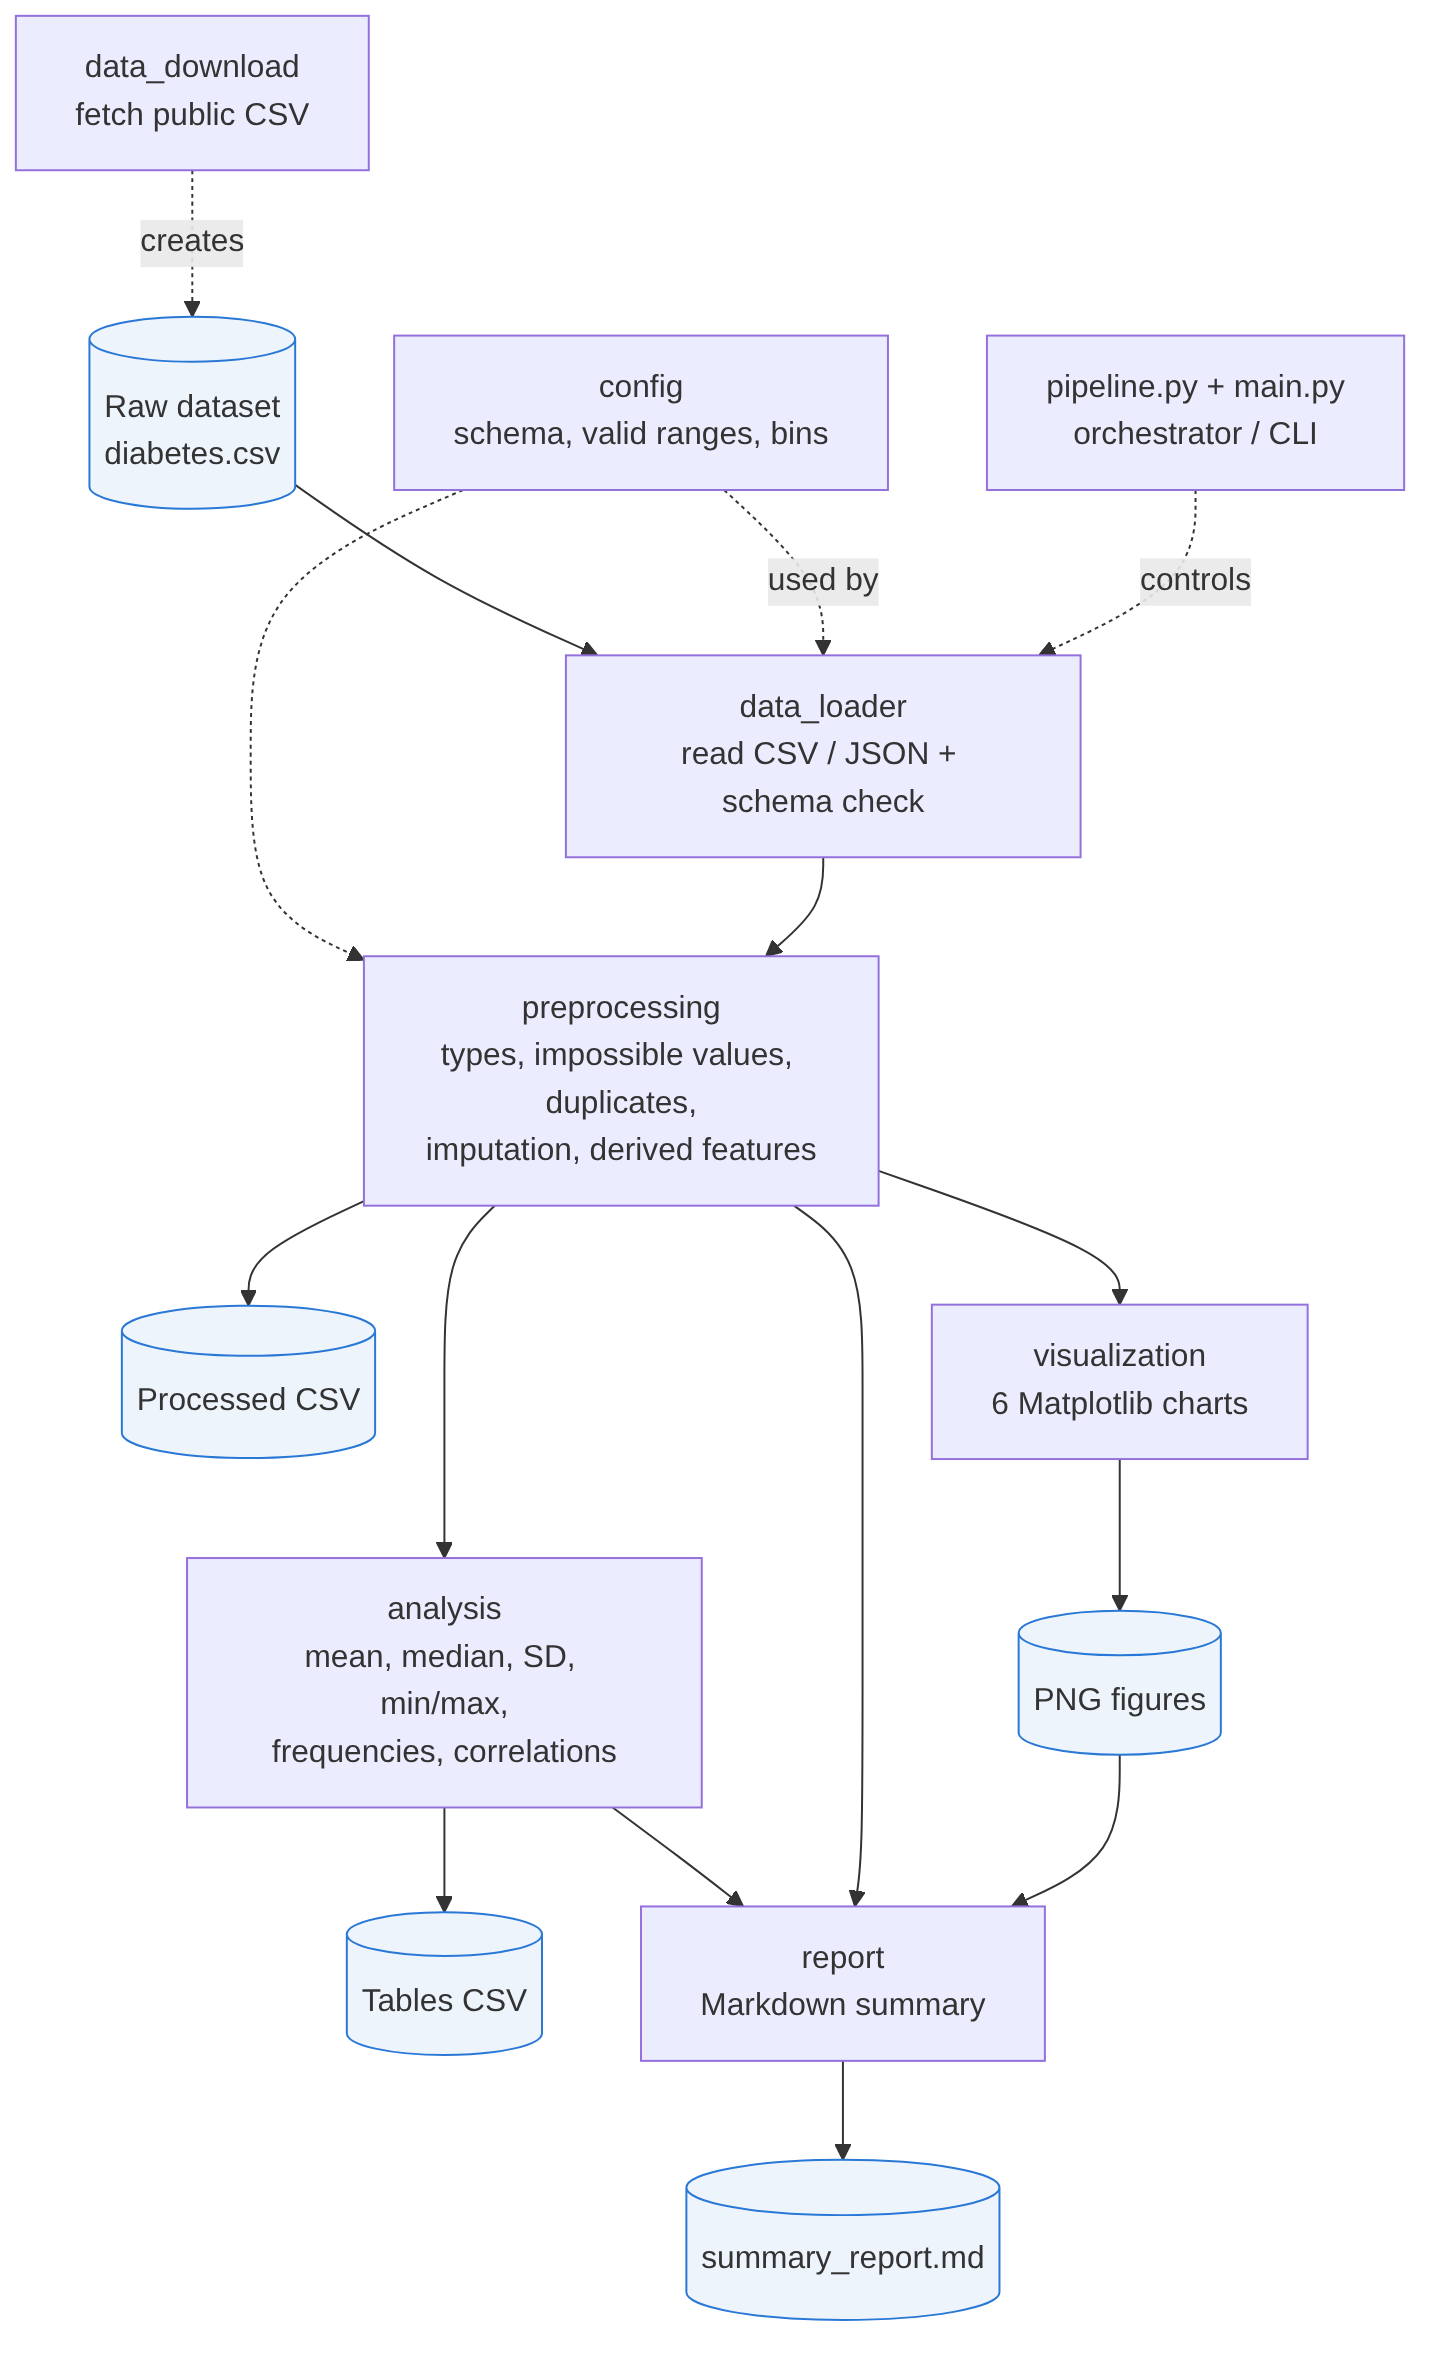 data_download
fetch public CSV
creates
Raw dataset
diabetes.csv
config
schema, valid ranges, bins
pipeline.py + main.py
orchestrator / CLI
used by
controls
data_loader
read CSV / JSON +
schema check
preprocessing
types, impossible values,
duplicates,
imputation, derived features
Processed CSV
visualization
6 Matplotlib charts
analysis
mean, median, SD,
min/max,
frequencies, correlations
PNG figures
Tables CSV
report
Markdown summary
summary_report.md